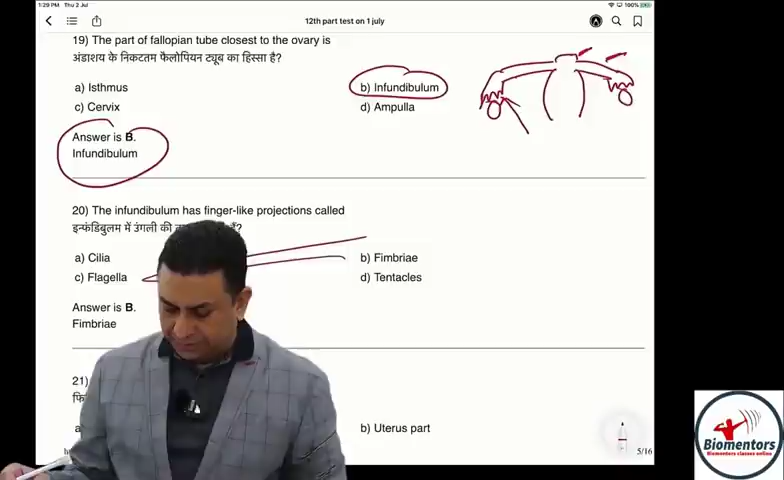 1:29 PM Thu 2 Jul
100%
12th part test on 1 july
19) The part of fallopian tube closest to the ovary is
अंडाशय के निकटतम फैलोपियन ट्यूब का हिस्सा है?
a) Isthmus
b) Infundibulum
c) Cervix
d) Ampulla
Answer is B.
Infundibulum
20) The infundibulum has finger-like projections called
इन्फंडिबुलम में उंगली की
a) Cilia
b) Fimbriae
c) Flagella
d) Tentacles
Answer is B.
Fimbriae
21)
फि
a
b) Uterus part
5/16
Biomentors
Biomentors classes online